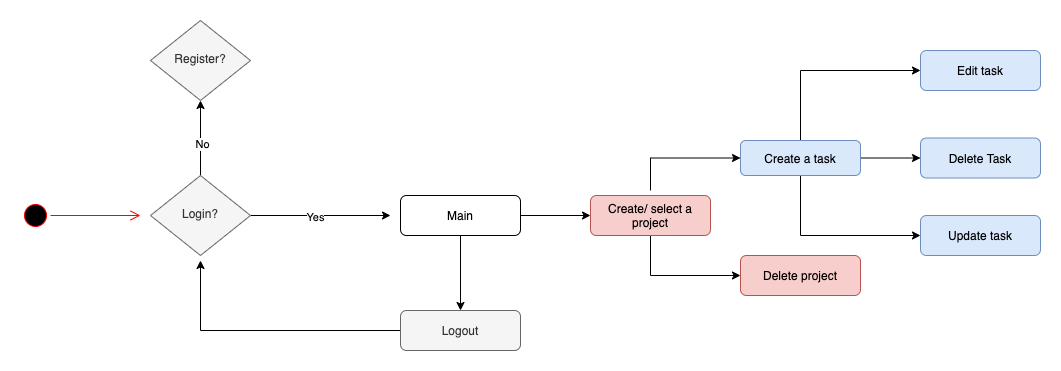 Register?
Edit task
No
Create a task
Delete Task
Login?
Yes
Main
Create/ select a
project
Update task
Delete project
Logout